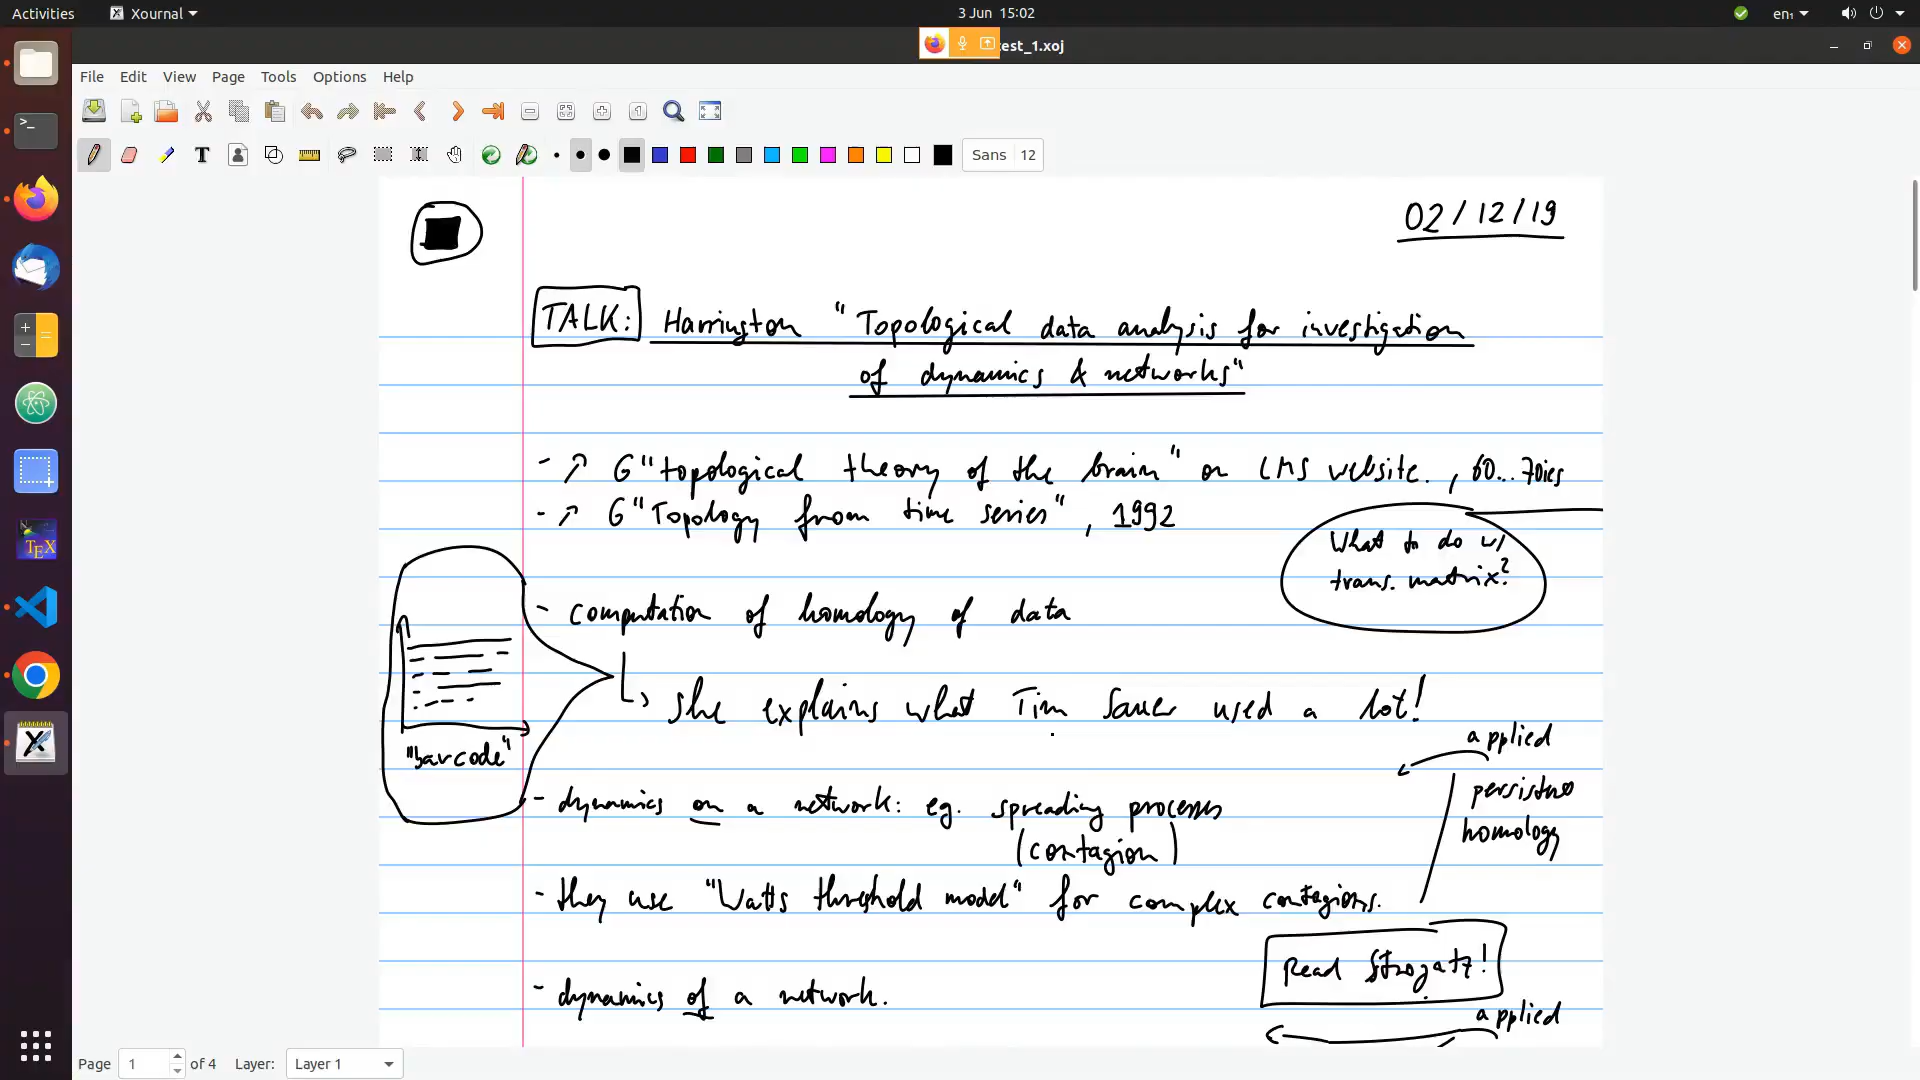 Activities
Xournal
3 Jun 15:02
en₁
test_1.xoj
File Edit View Page Tools Options Help
Sans 12
02/12/19
TALK: Harrington "Topological data analysis for investigation
of dynamics & networks"
- ↗ G "topological theory of the brain" on LMS website., 60...70ies
- ↗ G "Topology from time series", 1992
What to do w/
trans. matrix?
- computation of homology of data
↳ she explains what Tim Sauer used a lot!
"barcode"
applied
persistence
homology
- dynamics on a network: eg. spreading processes
(contagion)
- they use "Watts threshold model" for complex contagions.
Read Strogatz!
- dynamics of a network.
applied
Page 1 of 4 Layer: Layer 1